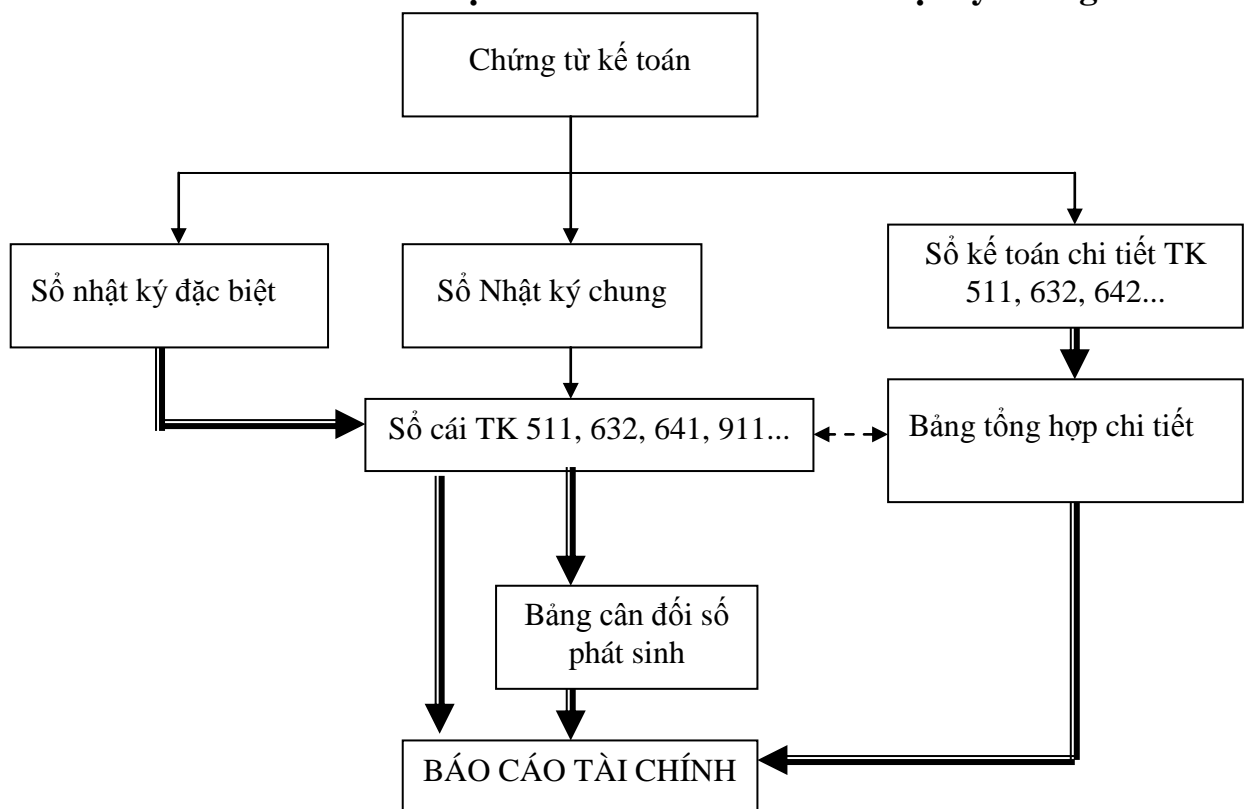 Chứng từ kế toán
Sổ nhật ký đặc biệt
Sổ Nhật ký chung
Sổ kế toán chi tiết TK
511, 632, 642...
Sổ cái TK 511, 632, 641, 911...
Bảng tổng hợp chi tiết
Bảng cân đối số
phát sinh
BÁO CÁO TÀI CHÍNH